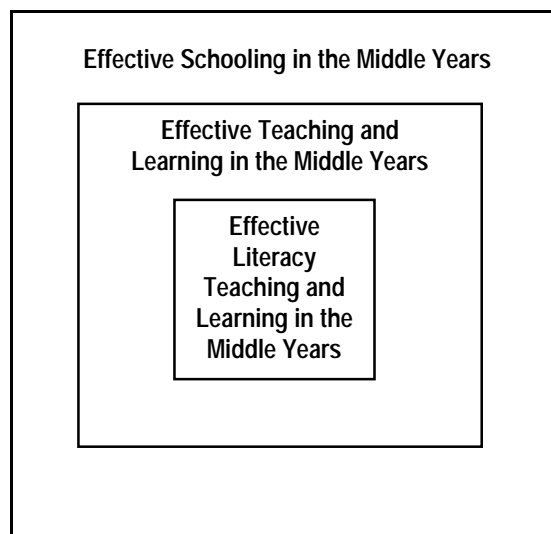 Effective Schooling in the Middle Years
Effective Teaching and
Learning in the Middle Years
Effective
Literacy
Teaching and
Learning in the
Middle Years